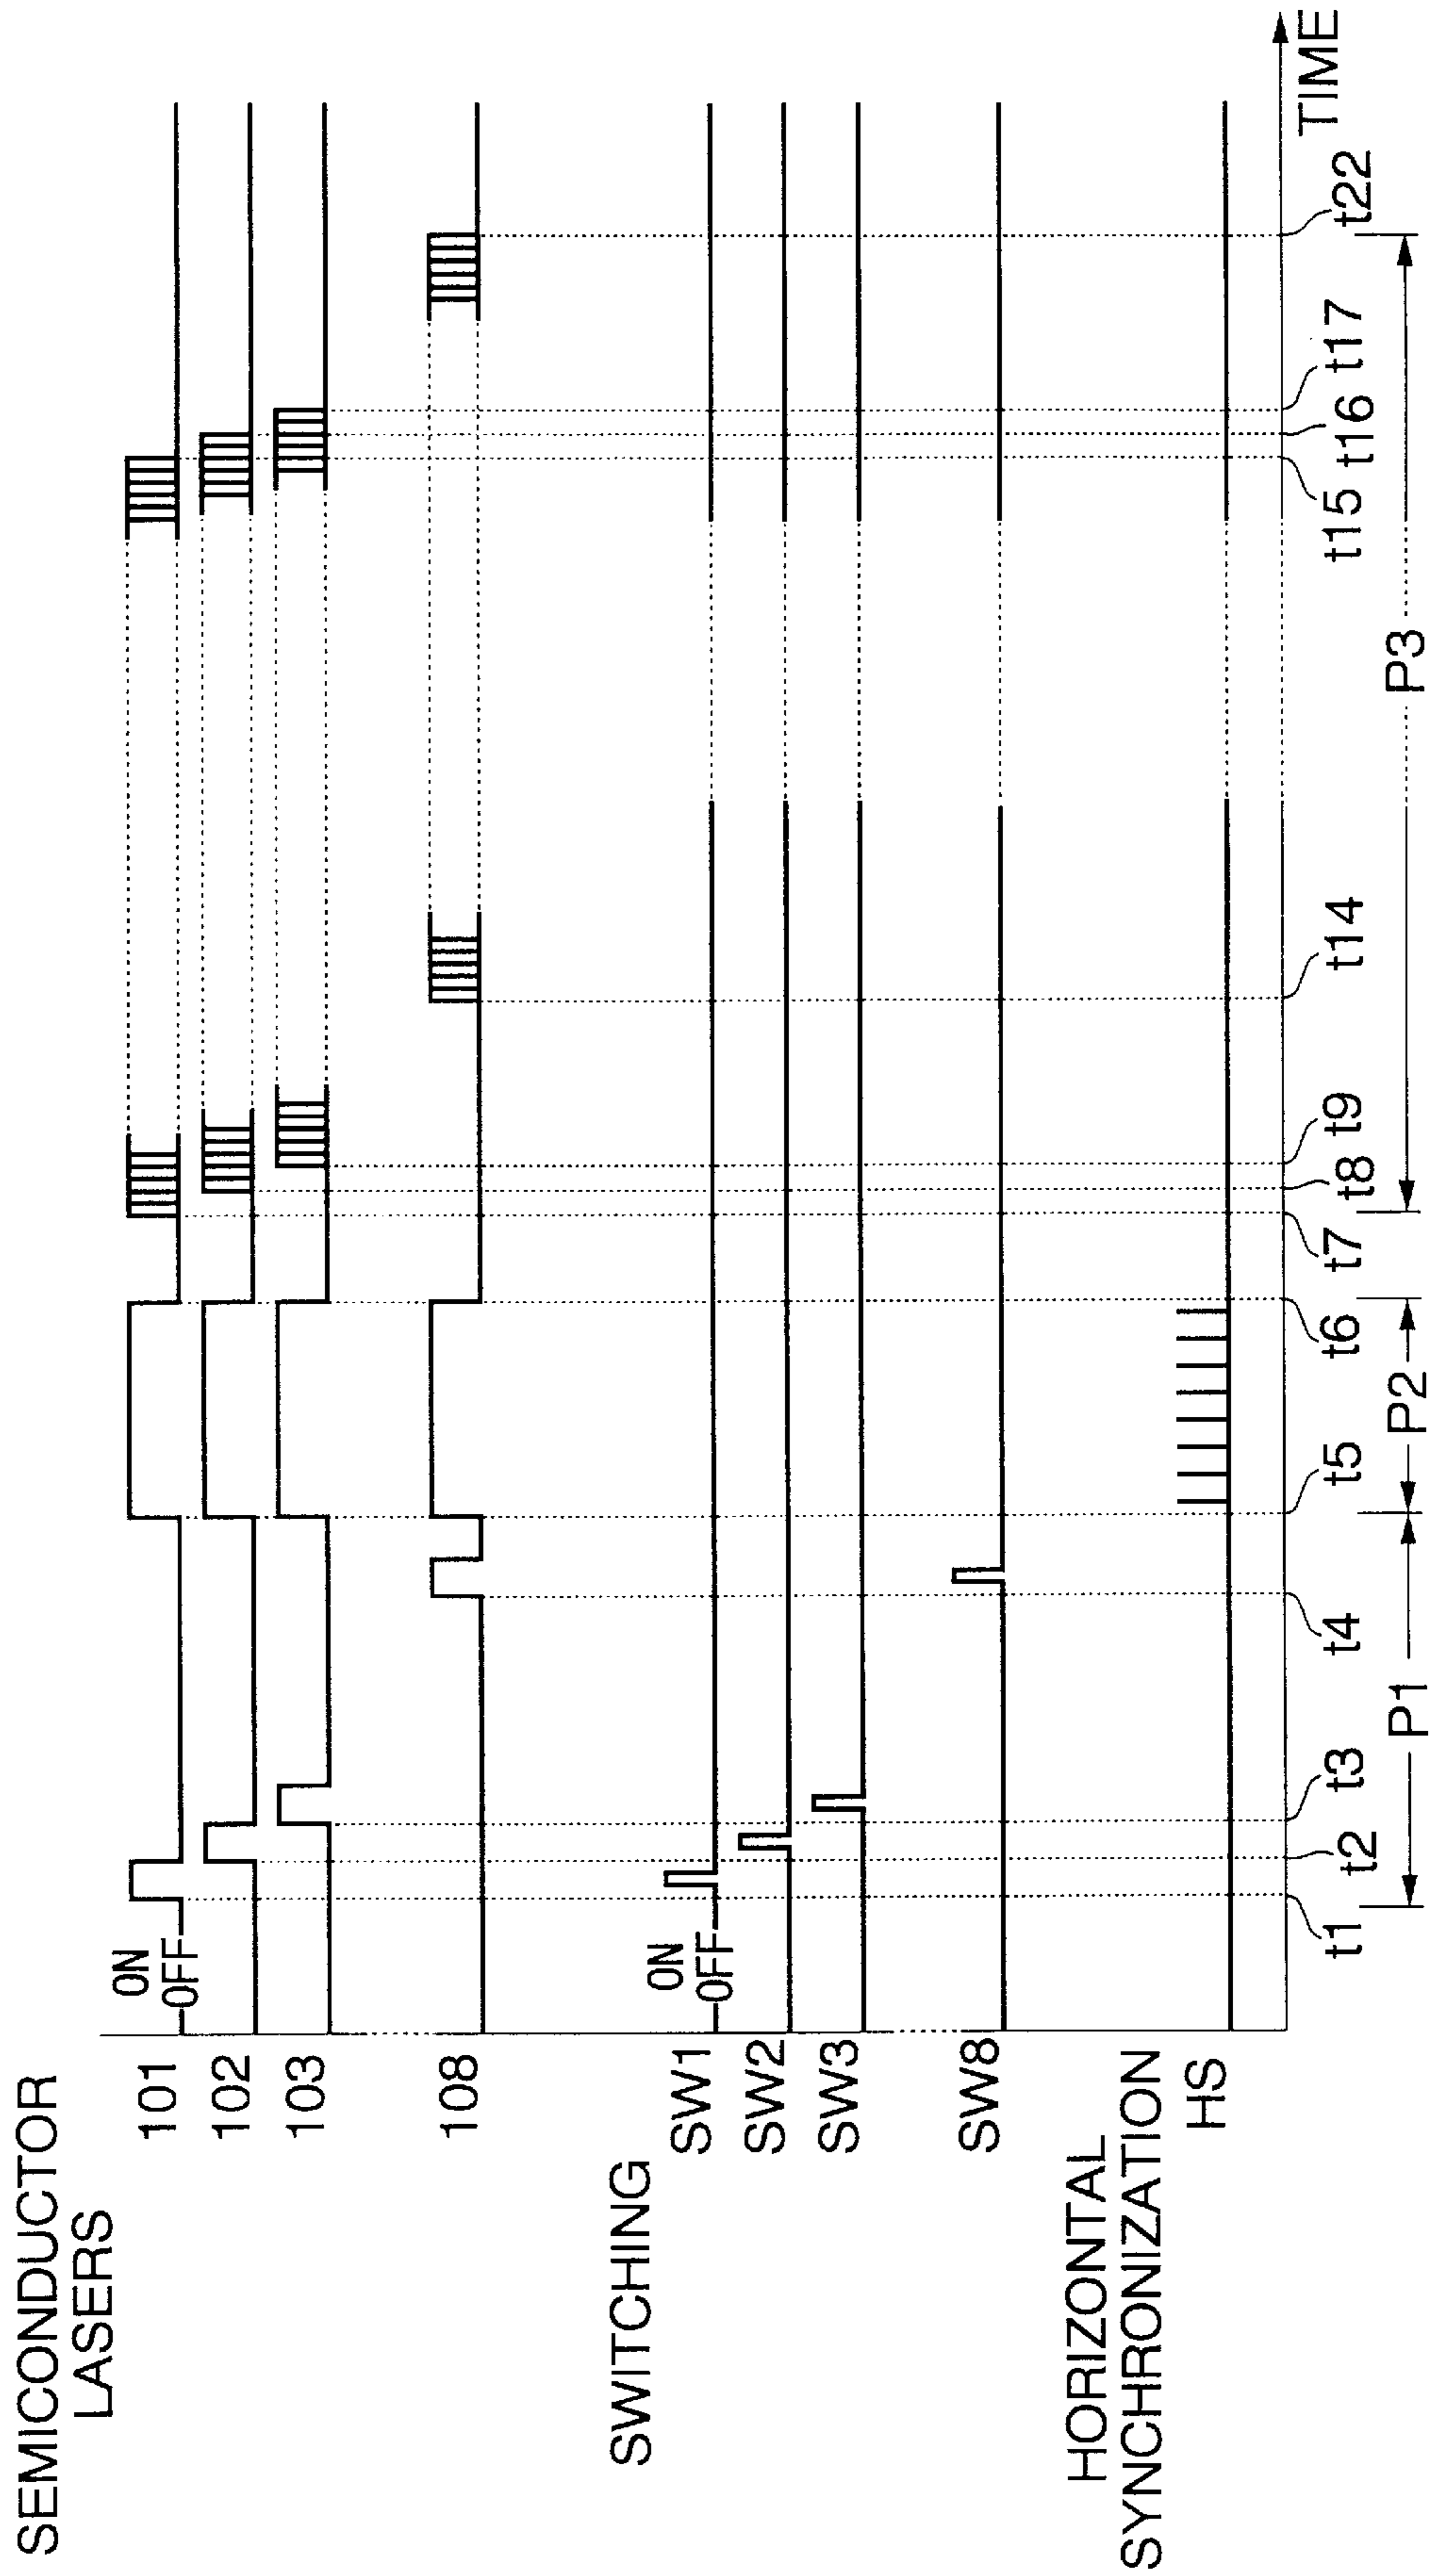 SEMICONDUCTOR
LASERS
ON
OFF
101
102
103
108
SWITCHING
ON
OFF
SW1
SW2
SW3
SW8
HORIZONTAL
SYNCHRONIZATION
HS
TIME
t1
t2
t3
t4
t5
t6
t7
t8
t9
t14
t15
t16
t17
t22
P1
P2
P3